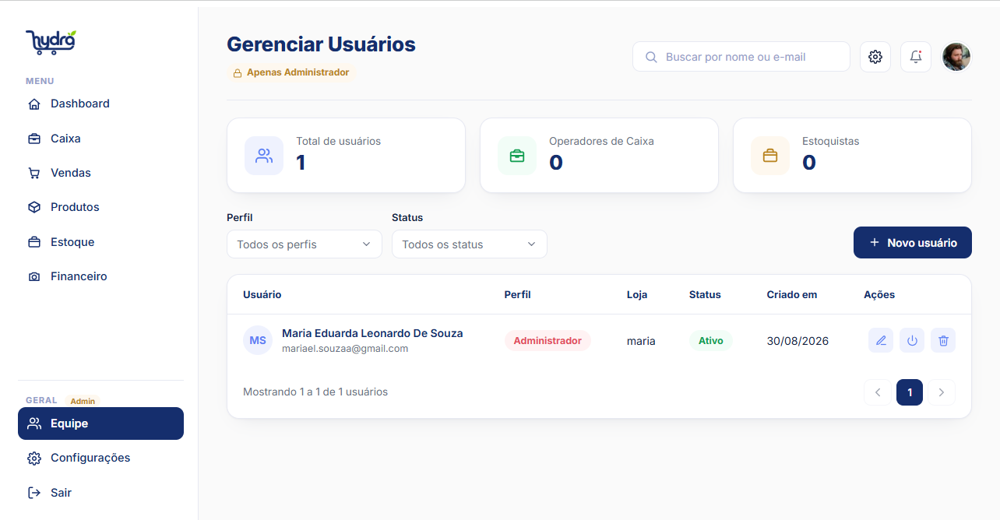 hydra
MENU
Dashboard
Caixa
Vendas
Produtos
Estoque
Financeiro
GERAL Admin
Equipe
Configurações
Sair
Gerenciar Usuários
Apenas Administrador
Buscar por nome ou e-mail
Total de usuários
1
Operadores de Caixa
0
Estoquistas
0
Perfil
Todos os perfis
Status
Todos os status
+ Novo usuário
Usuário Perfil Loja Status Criado em Ações
MS Maria Eduarda Leonardo De Souza Administrador maria Ativo 30/08/2026
mariael.souzaa@gmail.com
Mostrando 1 a 1 de 1 usuários
1